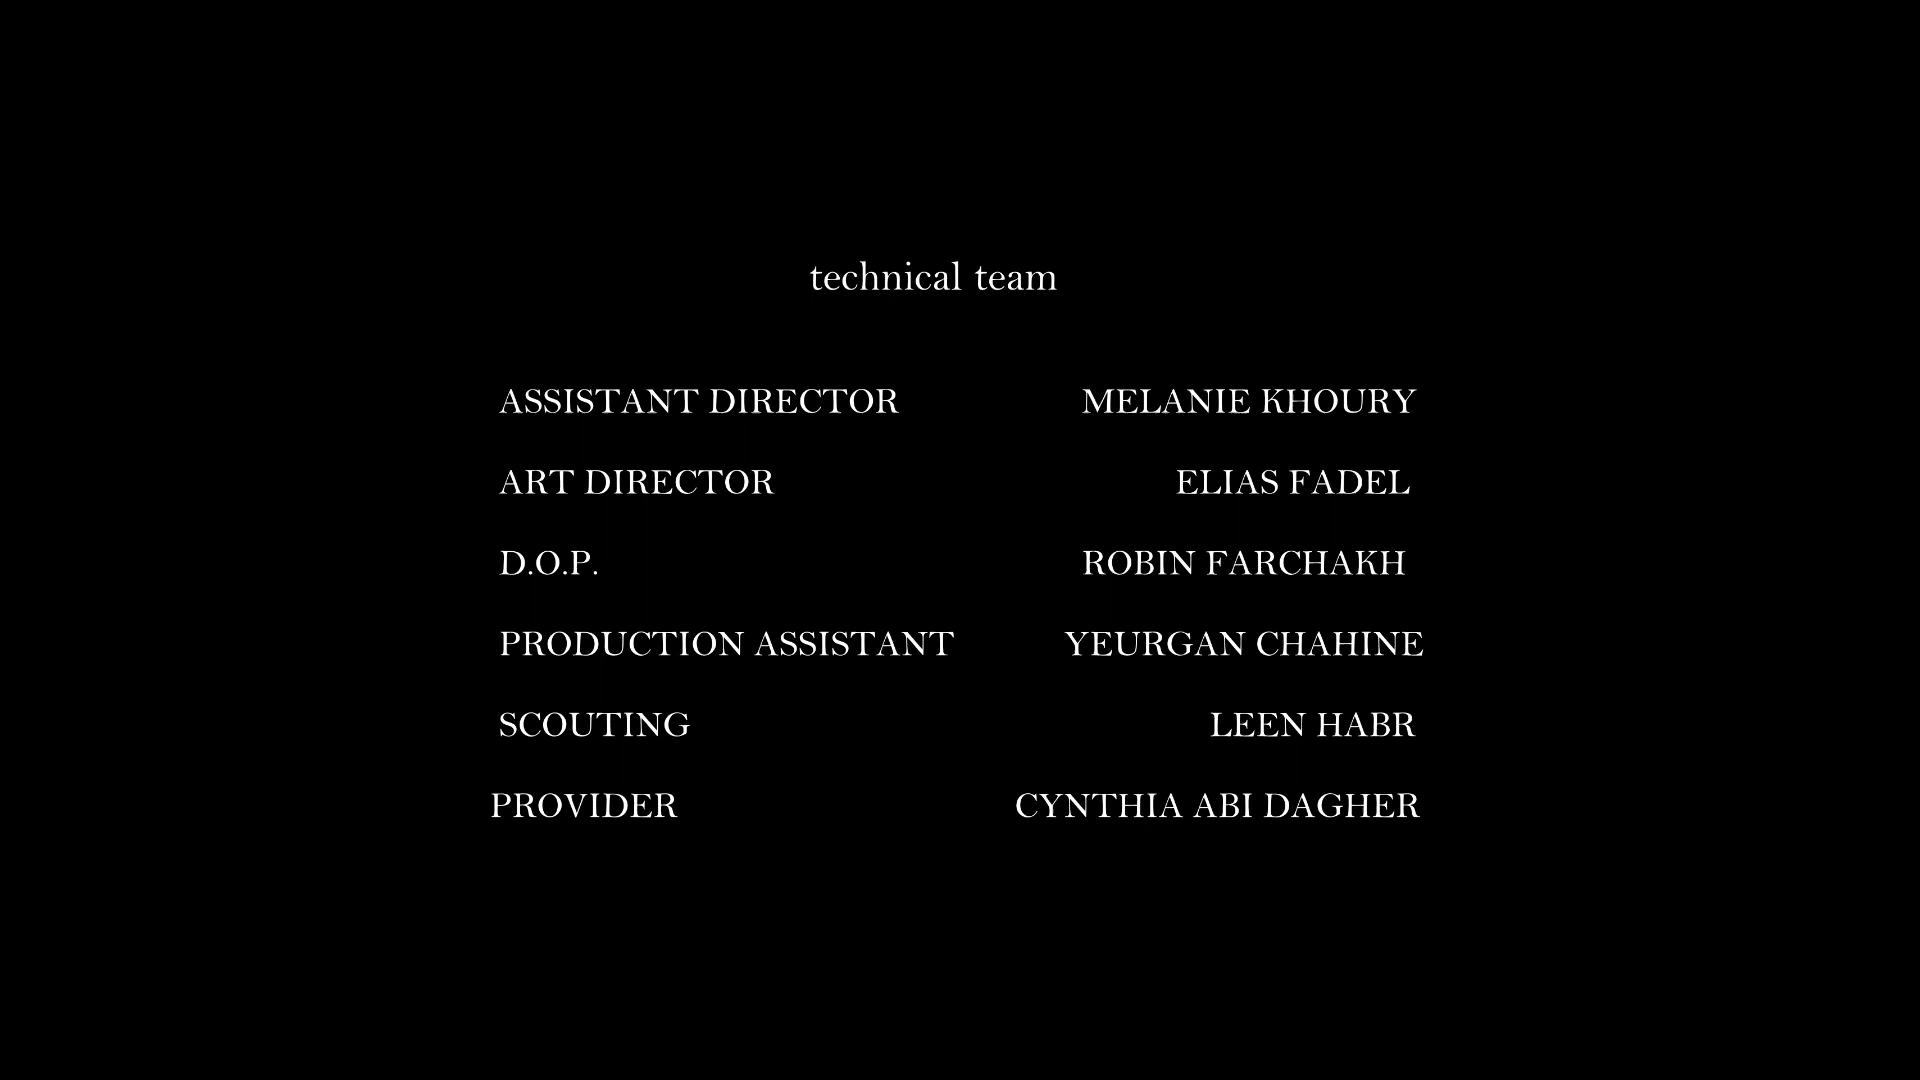 technical team
ASSISTANT DIRECTOR MELANIE KHOURY
ART DIRECTOR ELIAS FADEL
D.O.P. ROBIN FARCHAKH
PRODUCTION ASSISTANT YEURGAN CHAHINE
SCOUTING LEEN HABR
PROVIDER CYNTHIA ABI DAGHER